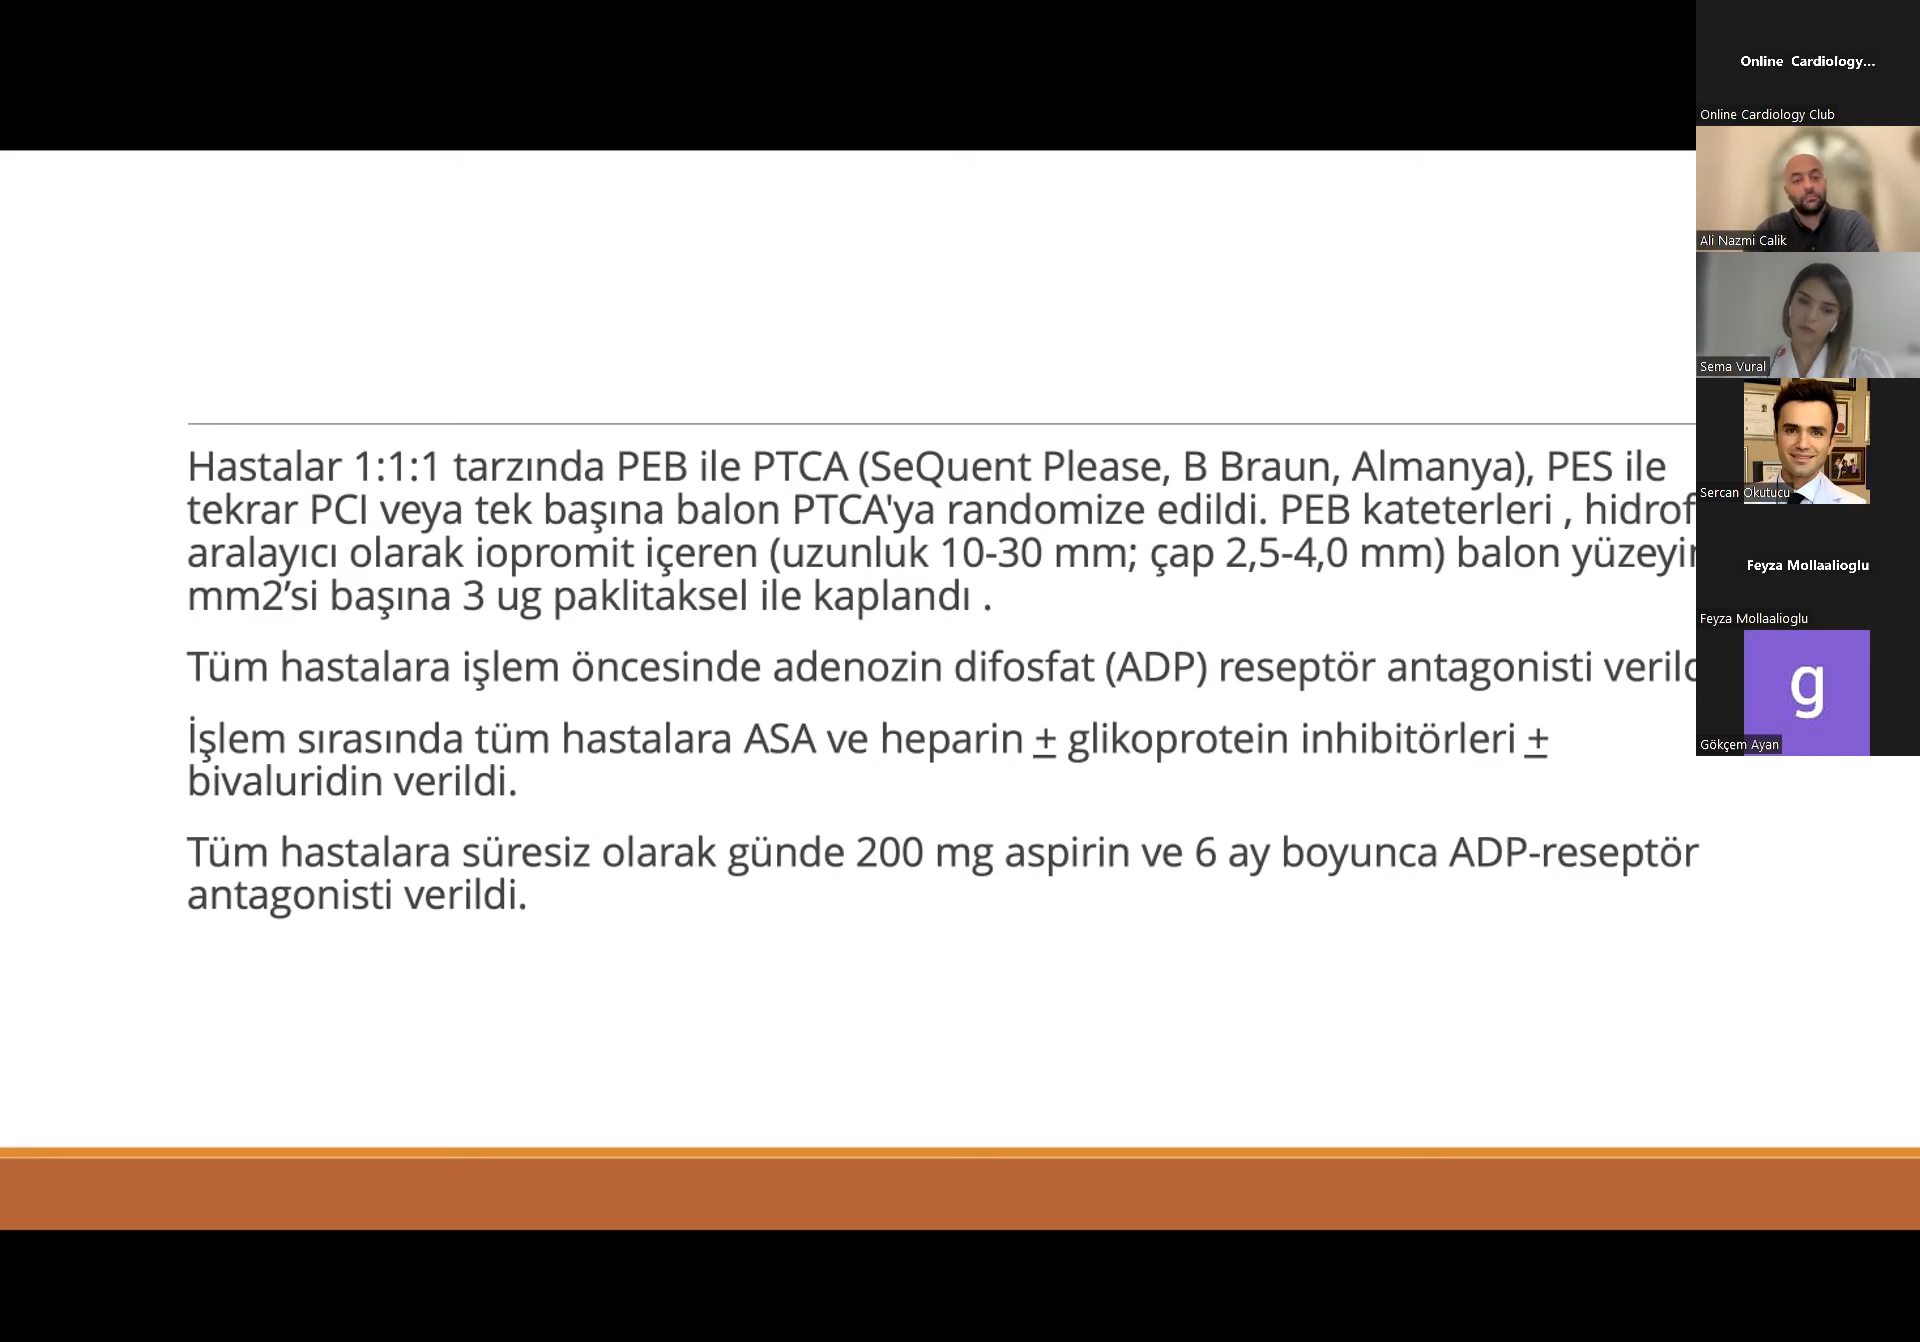 Online Cardiology...
Online Cardiology Club
Ali Nazmi Calik
Sema Vural
Sercan Okutucu
Feyza Mollaalioglu
Feyza Mollaalioglu
g
Gökçem Ayan
Hastalar 1:1:1 tarzında PEB ile PTCA (SeQuent Please, B Braun, Almanya), PES ile
tekrar PCI veya tek başına balon PTCA'ya randomize edildi. PEB kateterleri ,
aralayıcı olarak iopromit içeren (uzunluk 10-30 mm; çap 2,5-4,0 mm) balon
mm2’si başına 3 ug paklitaksel ile kaplandı .
Tüm hastalara işlem öncesinde adenozin difosfat (ADP) reseptör antagonisti
İşlem sırasında tüm hastalara ASA ve heparin ± glikoprotein inhibitörleri ±
bivaluridin verildi.
Tüm hastalara süresiz olarak günde 200 mg aspirin ve 6 ay boyunca ADP-reseptör
antagonisti verildi.